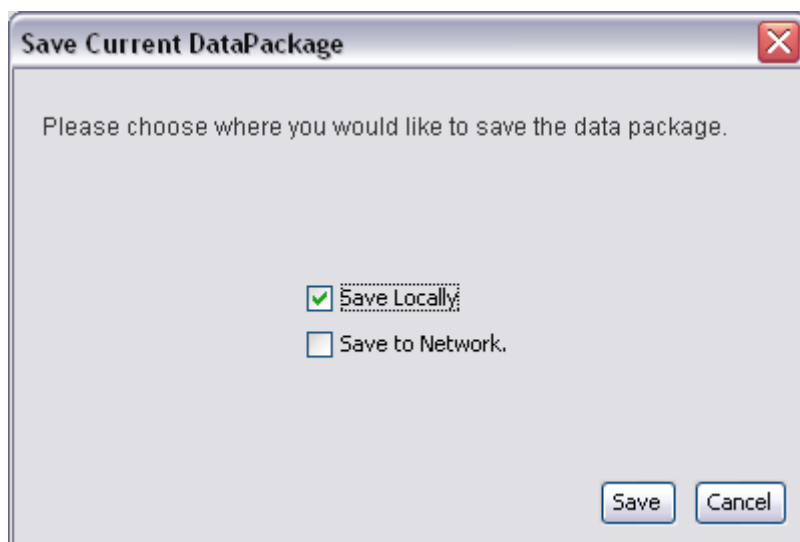 Save Current DataPackage
Please choose where you would like to save the data package.
Save Locally
Save to Network.
Save Cancel